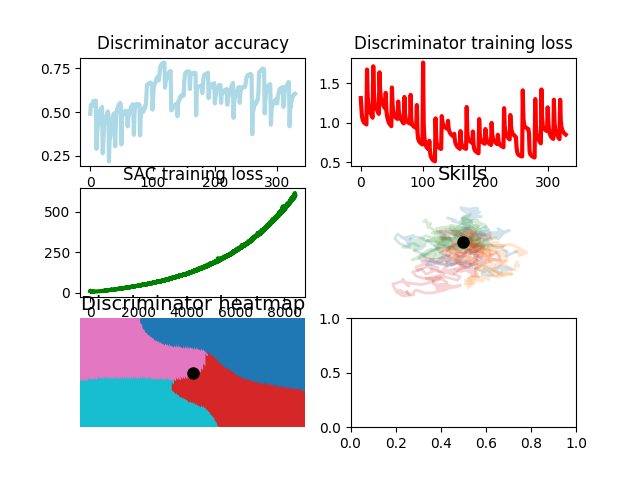 Discriminator accuracy
0.75
0.50
0.25
0 100 200 300
Discriminator training loss
1.5
1.0
0.5
0 100 200 300
SAC training loss
500
250
0
0 2000 4000 6000 8000
Skills
Discriminator heatmap
1.0
0.5
0.0
0.0 0.2 0.4 0.6 0.8 1.0